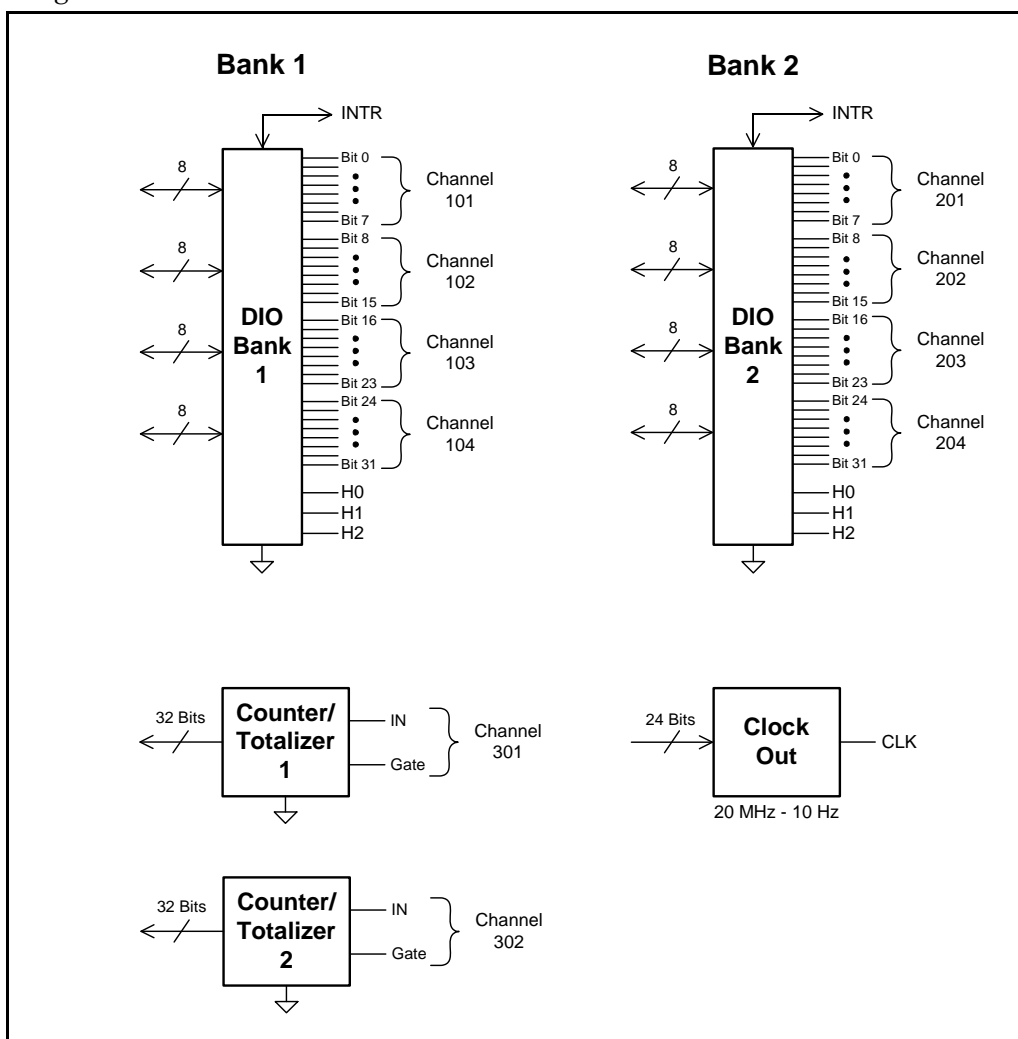 Bank 1
INTR
8
8
8
8
DIO
Bank
1
Bit 0
Bit 7
Channel
101
Bit 8
Bit 15
Channel
102
Bit 16
Bit 23
Channel
103
Bit 24
Bit 31
Channel
104
H0
H1
H2
Bank 2
INTR
8
8
8
8
DIO
Bank
2
Bit 0
Bit 7
Channel
201
Bit 8
Bit 15
Channel
202
Bit 16
Bit 23
Channel
203
Bit 24
Bit 31
Channel
204
H0
H1
H2
32 Bits
Counter/
Totalizer
1
IN
Gate
Channel
301
24 Bits
Clock
Out
CLK
20 MHz - 10 Hz
32 Bits
Counter/
Totalizer
2
IN
Gate
Channel
302